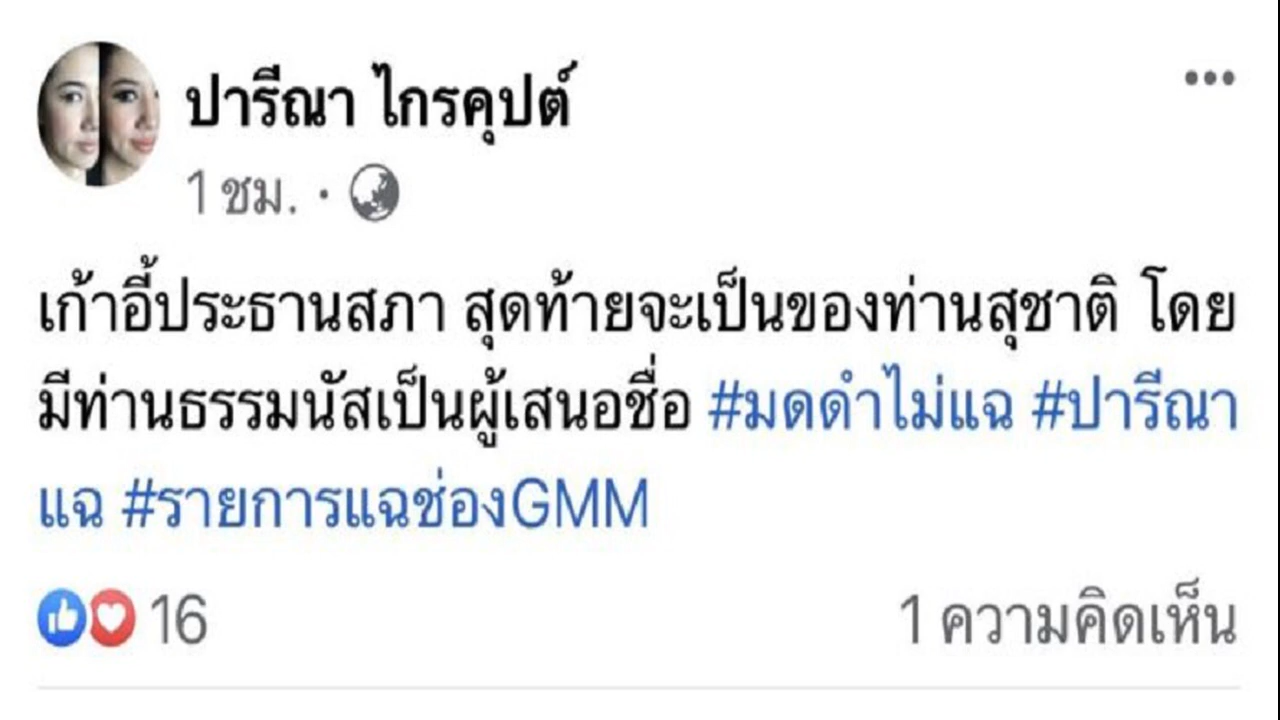 ปารีณา ไกรคุปต์
1 ชม. ·
เก้าอี้ประธานสภา สุดท้ายจะเป็นของท่านสุชาติ โดย
มีท่านธรรมนัสเป็นผู้เสนอชื่อ #มดดำไม่แฉ #ปารีณา
แฉ #รายการแฉช่องGMM
16
1 ความคิดเห็น